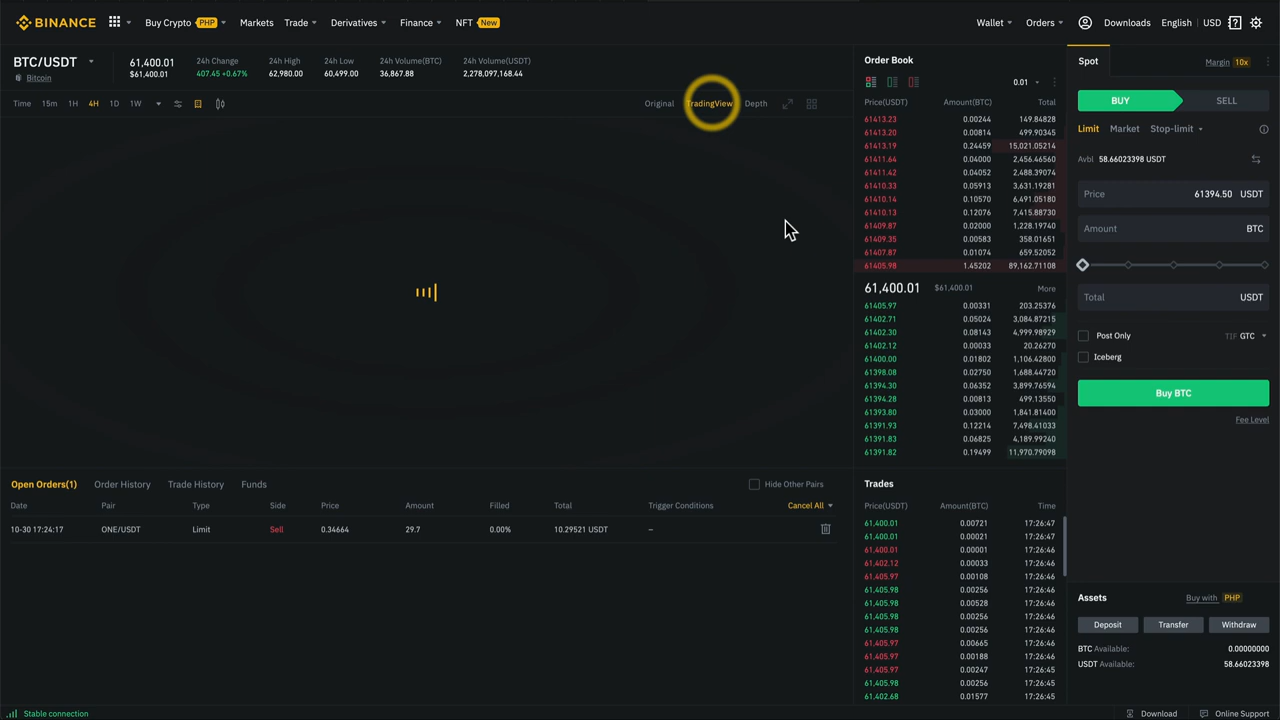 BINANCE Buy Crypto PHP Markets Trade Derivatives Finance NFT New Wallet Orders Downloads English USD
BTC/USDT
Bitcoin
61,400.01
$61,400.01
24h Change
407.45 +0.67%
24h High
62,980.00
24h Low
60,499.00
24h Volume(BTC)
36,867.88
24h Volume(USDT)
2,278,097,168.44
Time 15m 1H 4H 1D 1W Original TradingView Depth
Open Orders(1) Order History Trade History Funds Hide Other Pairs
Date Pair Type Side Price Amount Filled Total Trigger Conditions Cancel All
10-30 17:24:17 ONE/USDT Limit Sell 0.34664 29.7 0.00% 10.29521 USDT –
Order Book
0.01
Price(USDT) Amount(BTC) Total
61413.23 0.00244 149.84828
61413.20 0.00814 499.90345
61413.19 0.24459 15,021.05214
61411.64 0.04000 2,456.46560
61411.42 0.04052 2,488.39074
61410.33 0.05913 3,631.19281
61410.14 0.10570 6,491.05180
61410.13 0.12076 7,415.88730
61409.87 0.02000 1,228.19740
61409.35 0.00583 358.01651
61407.87 0.01074 659.52052
61405.98 1.45202 89,162.71108
61,400.01 $61,400.01 More
61405.97 0.00331 203.25376
61402.71 0.05024 3,084.87215
61402.30 0.08143 4,999.98929
61402.12 0.00033 20.26270
61400.00 0.01802 1,106.42800
61398.08 0.02750 1,688.44720
61394.30 0.06352 3,899.76594
61394.28 0.00813 499.13550
61393.80 0.03000 1,841.81400
61391.93 0.12214 7,498.41033
61391.83 0.06825 4,189.99240
61391.82 0.19499 11,970.79098
Trades
Price(USDT) Amount(BTC) Time
61,400.01 0.00721 17:26:47
61,400.01 0.00021 17:26:47
61,400.01 0.00001 17:26:46
61,402.12 0.00033 17:26:46
61,405.97 0.00108 17:26:46
61,405.98 0.00256 17:26:46
61,405.98 0.00528 17:26:46
61,405.98 0.00256 17:26:46
61,405.98 0.00256 17:26:46
61,405.97 0.00665 17:26:46
61,405.97 0.00188 17:26:46
61,405.97 0.00247 17:26:45
61,405.98 0.00256 17:26:45
61,402.68 0.01577 17:26:45
Spot Margin 10x
BUY SELL
Limit Market Stop-limit
Avbl 58.66023398 USDT
Price 61394.50 USDT
Amount BTC
Total USDT
Post Only TIF GTC
Iceberg
Buy BTC
Fee Level
Assets Buy with PHP
Deposit Transfer Withdraw
BTC Available: 0.00000000
USDT Available: 58.66023398
Stable connection Download Online Support